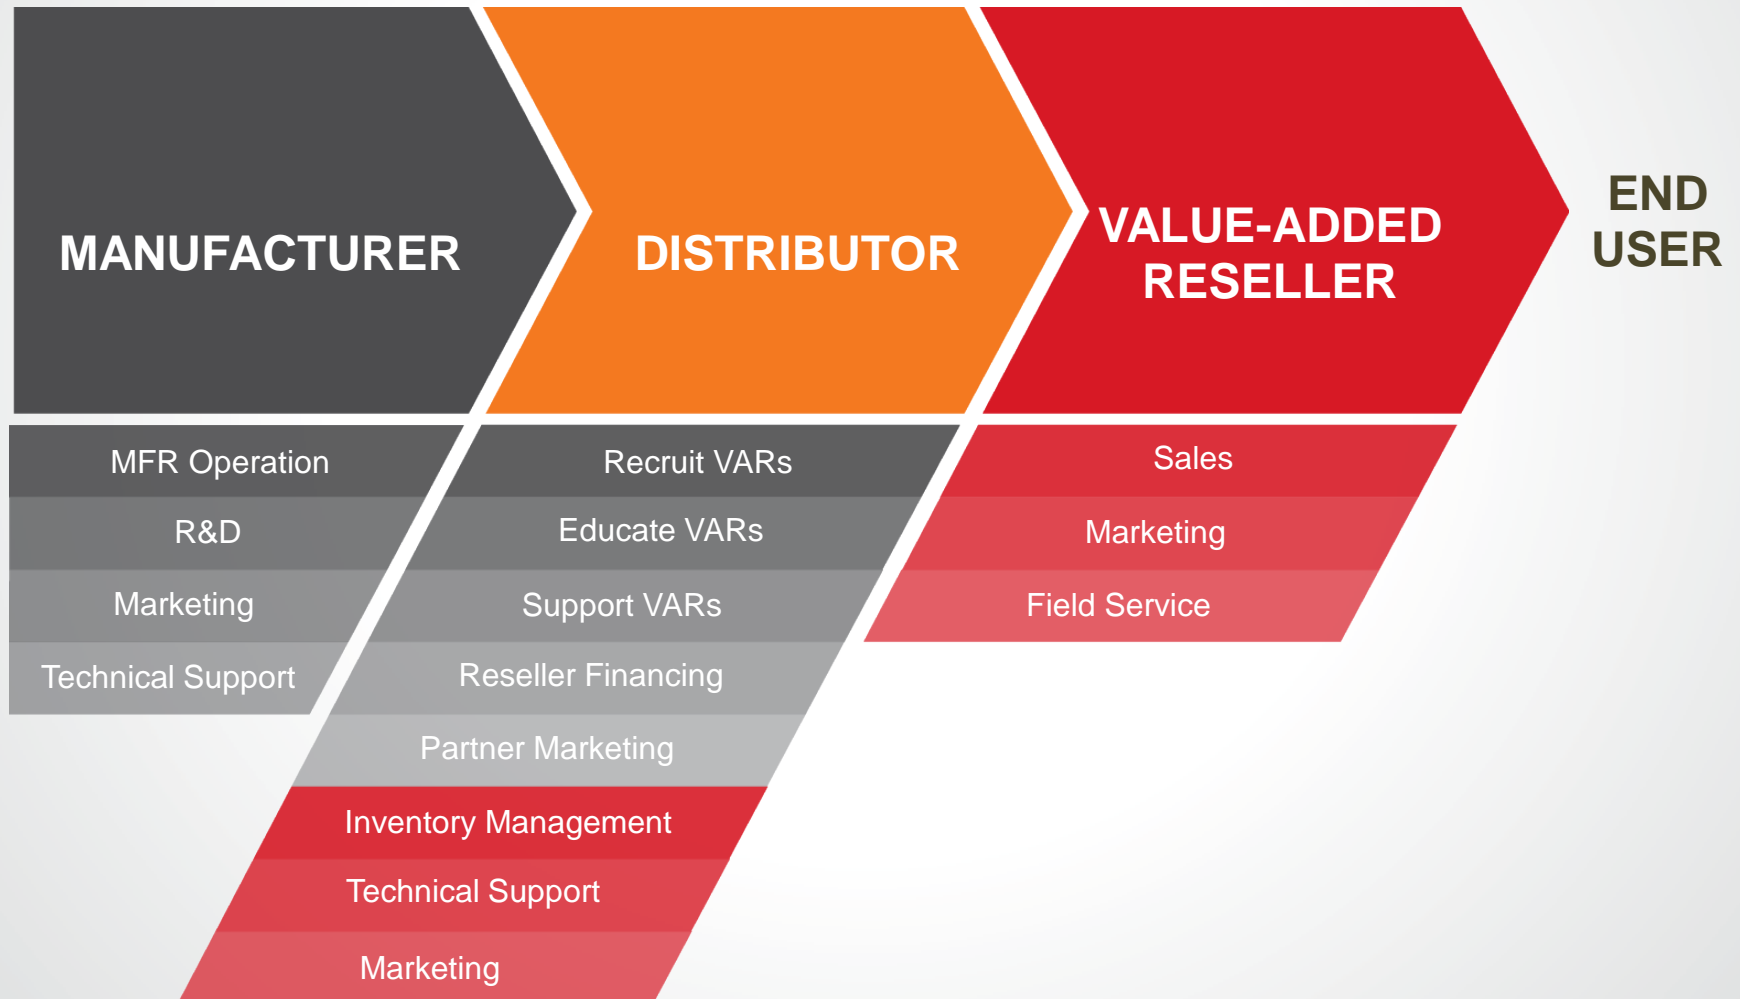 MANUFACTURER
DISTRIBUTOR
VALUE-ADDED
RESELLER
END
USER
MFR Operation
R&D
Marketing
Technical Support
Recruit VARs
Educate VARs
Support VARs
Reseller Financing
Partner Marketing
Inventory Management
Technical Support
Marketing
Sales
Marketing
Field Service